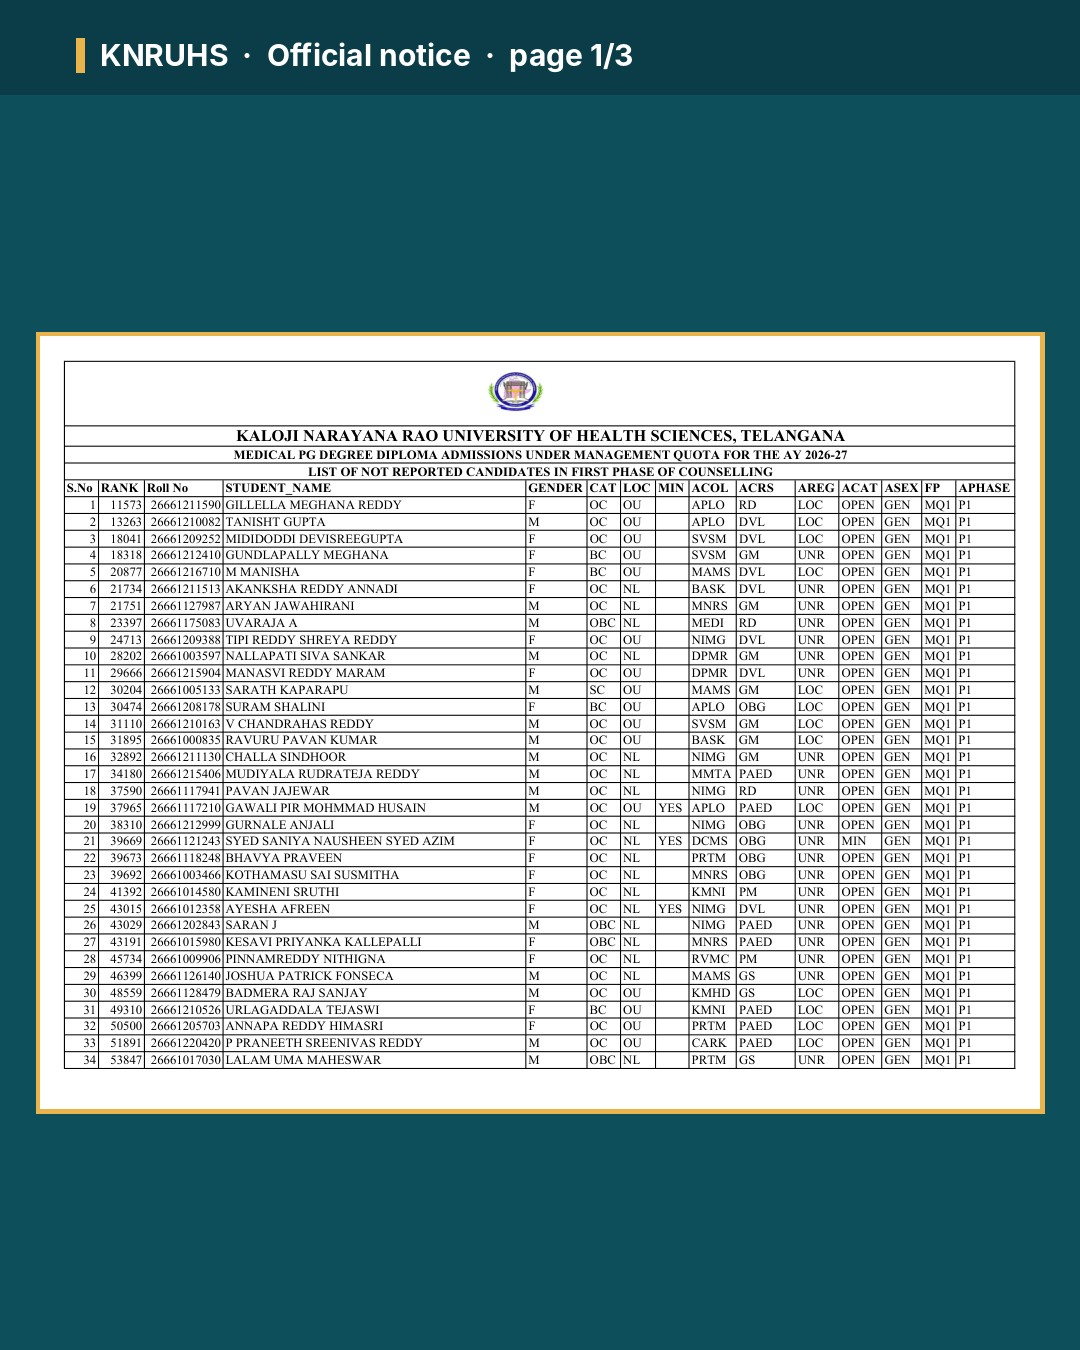 KNRUHS · Official notice · page 1/3
KALOJI NARAYANA RAO UNIVERSITY OF HEALTH SCIENCES, TELANGANA
MEDICAL PG DEGREE DIPLOMA ADMISSIONS UNDER MANAGEMENT QUOTA FOR THE AY 2026-27
LIST OF NOT REPORTED CANDIDATES IN FIRST PHASE OF COUNSELLING
S.No RANK Roll No STUDENT_NAME GENDER CAT LOC MIN ACOL ACRS AREG ACAT ASEX FP APHASE
1 11573 26661211590 GILLELLA MEGHANA REDDY F OC OU APLO RD LOC OPEN GEN MQ1 P1
2 13263 26661210082 TANISHT GUPTA M OC OU APLO DVL LOC OPEN GEN MQ1 P1
3 18041 26661209252 MIDIDODDI DEVISREEGUPTA F OC OU SVSM DVL LOC OPEN GEN MQ1 P1
4 18318 26661212410 GUNDLAPALLY MEGHANA F BC OU SVSM GM UNR OPEN GEN MQ1 P1
5 20877 26661216710 M MANISHA F BC OU MAMS DVL LOC OPEN GEN MQ1 P1
6 21734 26661211513 AKANKSHA REDDY ANNADI F OC NL BASK DVL UNR OPEN GEN MQ1 P1
7 21751 26661127987 ARYAN JAWAHIRANI M OC NL MNRS GM UNR OPEN GEN MQ1 P1
8 23397 26661175083 UVARAJA A M OBC NL MEDI RD UNR OPEN GEN MQ1 P1
9 24713 26661209388 TIPI REDDY SHREYA REDDY F OC OU NIMG DVL UNR OPEN GEN MQ1 P1
10 28202 26661003597 NALLAPATI SIVA SANKAR M OC NL DPMR GM UNR OPEN GEN MQ1 P1
11 29666 26661215904 MANASVI REDDY MARAM F OC OU DPMR DVL UNR OPEN GEN MQ1 P1
12 30204 26661005133 SARATH KAPARAPU M SC OU MAMS GM LOC OPEN GEN MQ1 P1
13 30474 26661208178 SURAM SHALINI F BC OU APLO OBG LOC OPEN GEN MQ1 P1
14 31110 26661210163 V CHANDRAHAS REDDY M OC OU SVSM GM LOC OPEN GEN MQ1 P1
15 31895 26661000835 RAVURU PAVAN KUMAR M OC OU BASK GM LOC OPEN GEN MQ1 P1
16 32892 26661211130 CHALLA SINDHOOR M OC NL NIMG GM UNR OPEN GEN MQ1 P1
17 34180 26661215406 MUDIYALA RUDRATEJA REDDY M OC NL MMTA PAED UNR OPEN GEN MQ1 P1
18 37590 26661117941 PAVAN JAJEWAR M OC NL NIMG RD UNR OPEN GEN MQ1 P1
19 37965 26661117210 GAWALI PIR MOHMMAD HUSAIN M OC OU YES APLO PAED LOC OPEN GEN MQ1 P1
20 38310 26661212999 GURNALE ANJALI F OC NL NIMG OBG UNR OPEN GEN MQ1 P1
21 39669 26661121243 SYED SANIYA NAUSHEEN SYED AZIM F OC NL YES DCMS OBG UNR MIN GEN MQ1 P1
22 39673 26661118248 BHAVYA PRAVEEN F OC NL PRTM OBG UNR OPEN GEN MQ1 P1
23 39692 26661003466 KOTHAMASU SAI SUSMITHA F OC NL MNRS OBG UNR OPEN GEN MQ1 P1
24 41392 26661014580 KAMINENI SRUTHI F OC NL KMNI PM UNR OPEN GEN MQ1 P1
25 43015 26661012358 AYESHA AFREEN F OC NL YES NIMG DVL UNR OPEN GEN MQ1 P1
26 43029 26661202843 SARAN J M OBC NL NIMG PAED UNR OPEN GEN MQ1 P1
27 43191 26661015980 KESAVI PRIYANKA KALLEPALLI F OBC NL MNRS PAED UNR OPEN GEN MQ1 P1
28 45734 26661009906 PINNAMREDDY NITHIGNA F OC NL RVMC PM UNR OPEN GEN MQ1 P1
29 46399 26661126140 JOSHUA PATRICK FONSECA M OC NL MAMS GS UNR OPEN GEN MQ1 P1
30 48559 26661128479 BADMERA RAJ SANJAY M OC OU KMHD GS LOC OPEN GEN MQ1 P1
31 49310 26661210526 URLAGADDALA TEJASWI F BC OU KMNI PAED LOC OPEN GEN MQ1 P1
32 50500 26661205703 ANNAPA REDDY HIMASRI F OC OU PRTM PAED LOC OPEN GEN MQ1 P1
33 51891 26661220420 P PRANEETH SREENIVAS REDDY M OC OU CARK PAED LOC OPEN GEN MQ1 P1
34 53847 26661017030 LALAM UMA MAHESWAR M OBC NL PRTM GS UNR OPEN GEN MQ1 P1